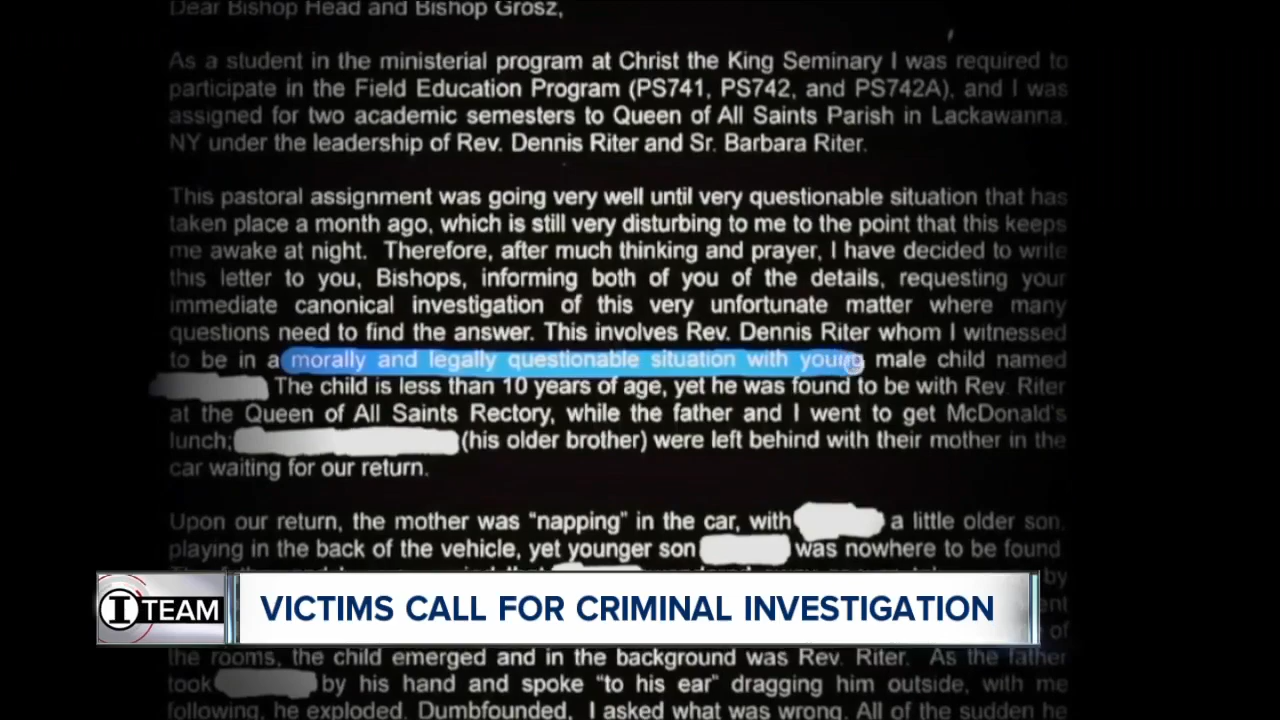 Dear Bishop Head and Bishop Grosz,
As a student in the ministerial program at Christ the King Seminary I was required to
participate in the Field Education Program (PS741, PS742, and PS742A), and I was
assigned for two academic semesters to Queen of All Saints Parish in Lackawanna,
NY under the leadership of Rev. Dennis Riter and Sr. Barbara Riter.
This pastoral assignment was going very well until very questionable situation that has
taken place a month ago, which is still very disturbing to me to the point that this keeps
me awake at night. Therefore, after much thinking and prayer, I have decided to write
this letter to you, Bishops, informing both of you of the details, requesting your
immediate canonical investigation of this very unfortunate matter where many
questions need to find the answer. This involves Rev. Dennis Riter whom I witnessed
to be in a morally and legally questionable situation with young male child named
The child is less than 10 years of age, yet he was found to be with Rev. Riter
at the Queen of All Saints Rectory, while the father and I went to get McDonald's
lunch; (his older brother) were left behind with their mother in the
car waiting for our return.
Upon our return, the mother was "napping" in the car, with a little older son,
playing in the back of the vehicle, yet younger son was nowhere to be found
by
of
I TEAM
VICTIMS CALL FOR CRIMINAL INVESTIGATION
the rooms, the child emerged and in the background was Rev. Riter. As the father
took by his hand and spoke "to his ear" dragging him outside, with me
following, he exploded. Dumbfounded, I asked what was wrong. All of the sudden he